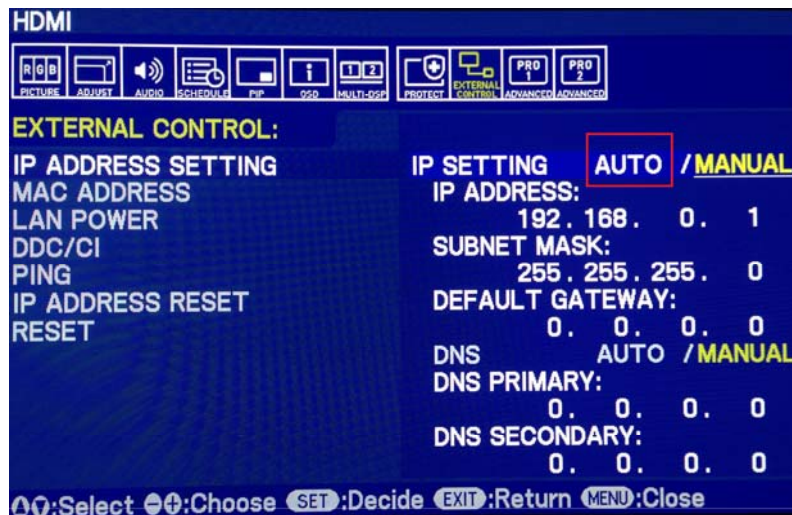 HDMI
RGB PICTURE ADJUST AUDIO SCHEDULE PIP i OSD 1 2 MULTI-DSP PROTECT EXTERNAL CONTROL PRO 1 ADVANCED PRO 2 ADVANCED
EXTERNAL CONTROL:
IP ADDRESS SETTING IP SETTING AUTO /MANUAL
MAC ADDRESS IP ADDRESS:
LAN POWER 192. 168. 0. 1
DDC/CI SUBNET MASK:
PING 255. 255. 255. 0
IP ADDRESS RESET DEFAULT GATEWAY:
RESET 0. 0. 0. 0
DNS AUTO /MANUAL
DNS PRIMARY:
0. 0. 0. 0
DNS SECONDARY:
0. 0. 0. 0
:Select :Choose SET :Decide EXIT :Return MENU :Close